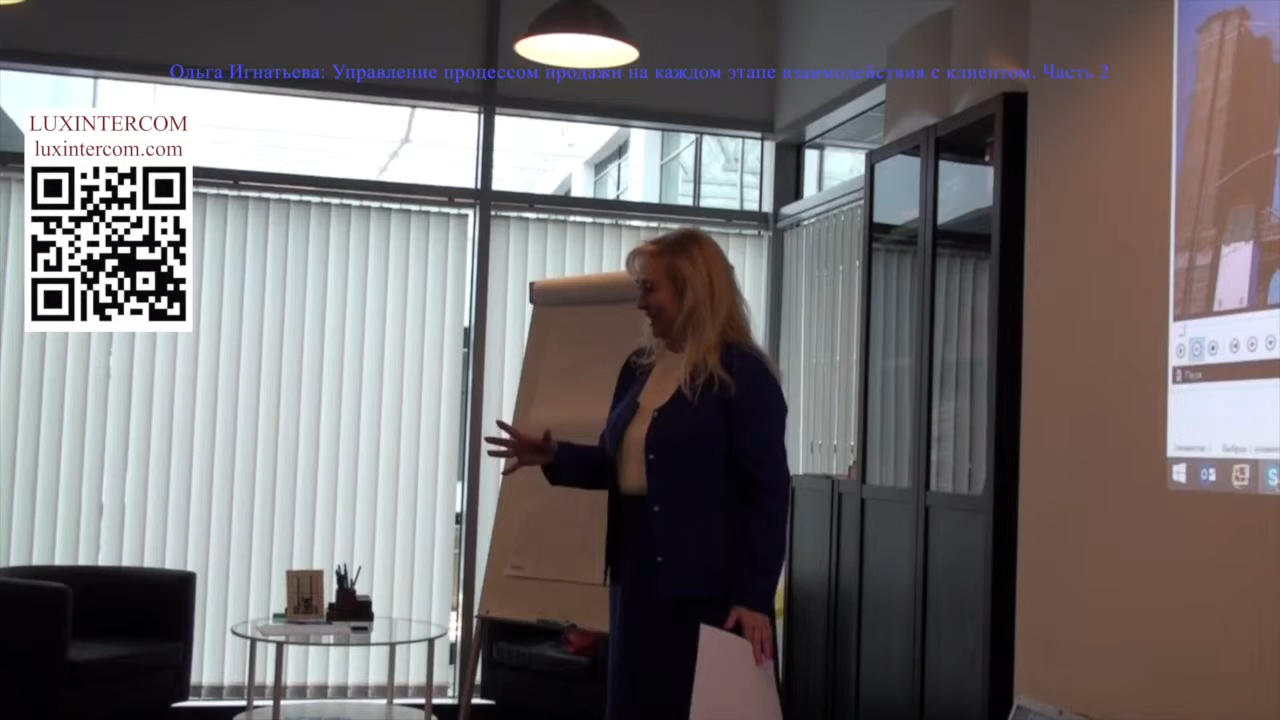 Ольга Игнатьева: Управление процессом продажи на каждом этапе взаимодействия с клиентом. Часть 2
LUXINTERCOM
luxintercom.com